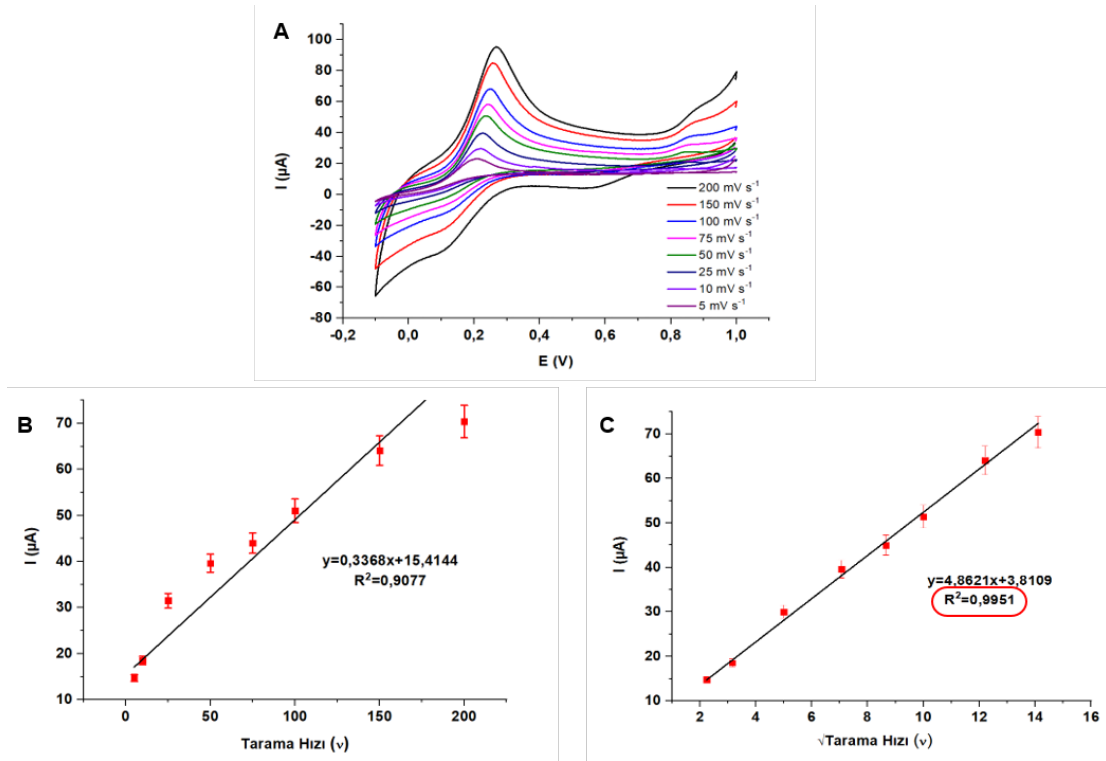 A
100
80
60
40
20
0
-20
-40
-60
-80
I (µA)
-0,2
0,0
0,2
0,4
0,6
0,8
1,0
E (V)
200 mV s⁻¹
150 mV s⁻¹
100 mV s⁻¹
75 mV s⁻¹
50 mV s⁻¹
25 mV s⁻¹
10 mV s⁻¹
5 mV s⁻¹
B
70
60
50
40
30
20
10
I (µA)
y=0,3368x+15,4144
R²=0,9077
0
50
100
150
200
Tarama Hızı (ν)
C
70
60
50
40
30
20
10
I (µA)
y=4,8621x+3,8109
R²=0,9951
2
4
6
8
10
12
14
16
√Tarama Hızı (ν)